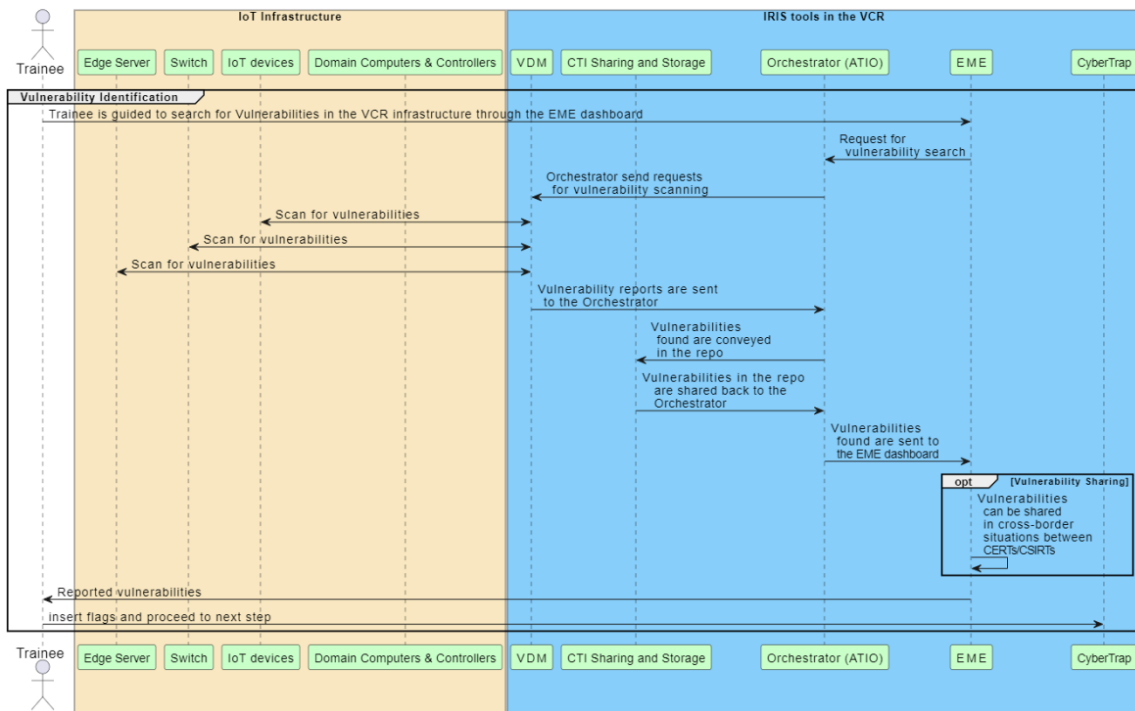 IoT Infrastructure
IRIS tools in the VCR
Trainee
Edge Server
Switch
IoT devices
Domain Computers & Controllers
VDM
CTI Sharing and Storage
Orchestrator (ATIO)
EME
CyberTrap
Vulnerability Identification
Trainee is guided to search for Vulnerabilities in the VCR infrastructure through the EME dashboard
Request for
vulnerability search
Orchestrator send requests
for vulnerability scanning
Scan for vulnerabilities
Scan for vulnerabilities
Scan for vulnerabilities
Vulnerability reports are sent
to the Orchestrator
Vulnerabilities
found are conveyed
in the repo
Vulnerabilities in the repo
are shared back to the
Orchestrator
Vulnerabilities
found are sent to
the EME dashboard
opt
[Vulnerability Sharing]
Vulnerabilities
can be shared
in cross-border
situations between
CERTs/CSIRTs
Reported vulnerabilities
insert flags and proceed to next step
Trainee
Edge Server
Switch
IoT devices
Domain Computers & Controllers
VDM
CTI Sharing and Storage
Orchestrator (ATIO)
EME
CyberTrap